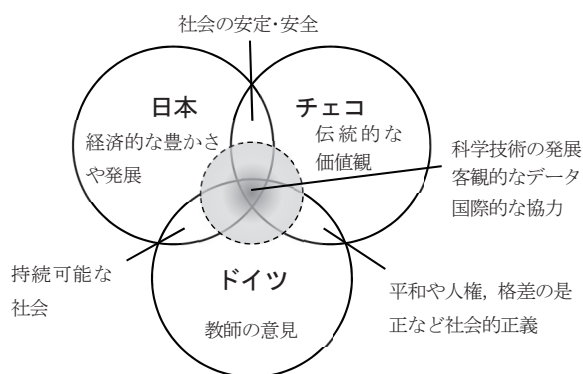 社会の安定・安全
日本
チェコ
経済的な豊かさ
や発展
伝統的な
価値観
科学技術の発展
客観的なデータ
国際的な協力
持続可能な
社会
ドイツ
教師の意見
平和や人権，格差の是
正など社会的正義